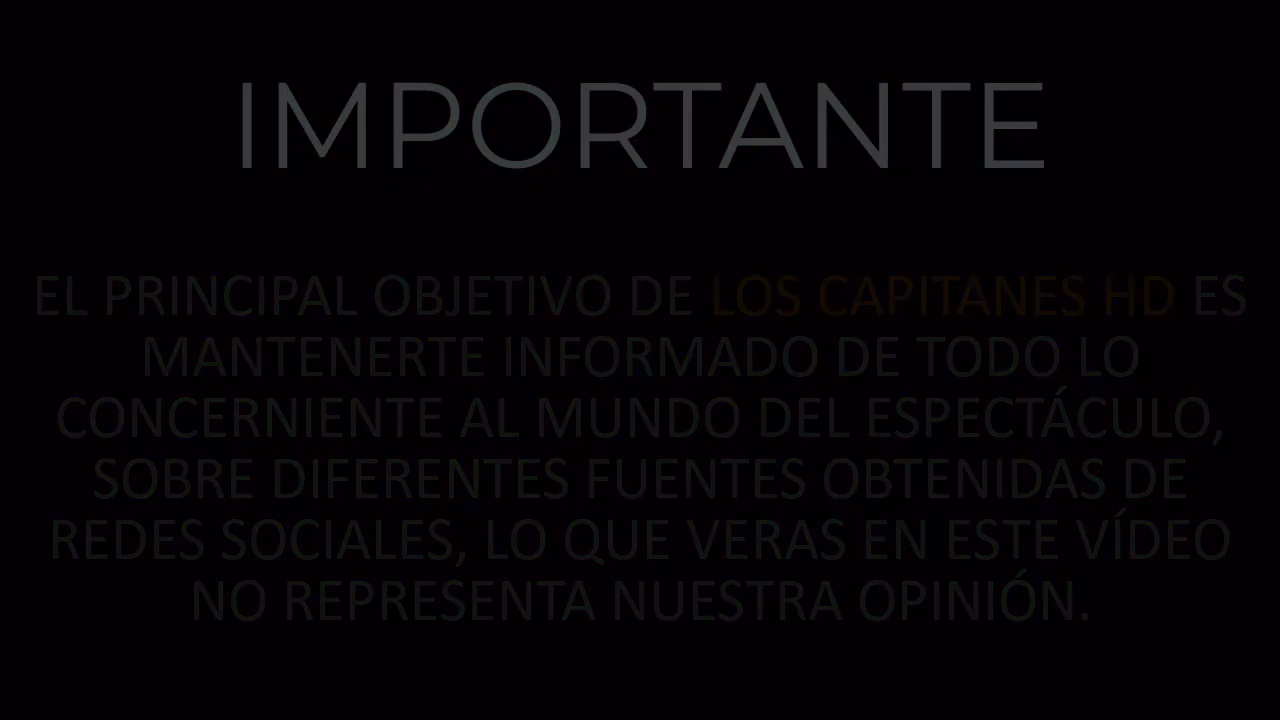 IMPORTANTE
EL PRINCIPAL OBJETIVO DE LOS CAPITANES HD ES
MANTENERTE INFORMADO DE TODO LO
CONCERNIENTE AL MUNDO DEL ESPECTÁCULO,
SOBRE DIFERENTES FUENTES OBTENIDAS DE
REDES SOCIALES, LO QUE VERAS EN ESTE VÍDEO
NO REPRESENTA NUESTRA OPINIÓN.